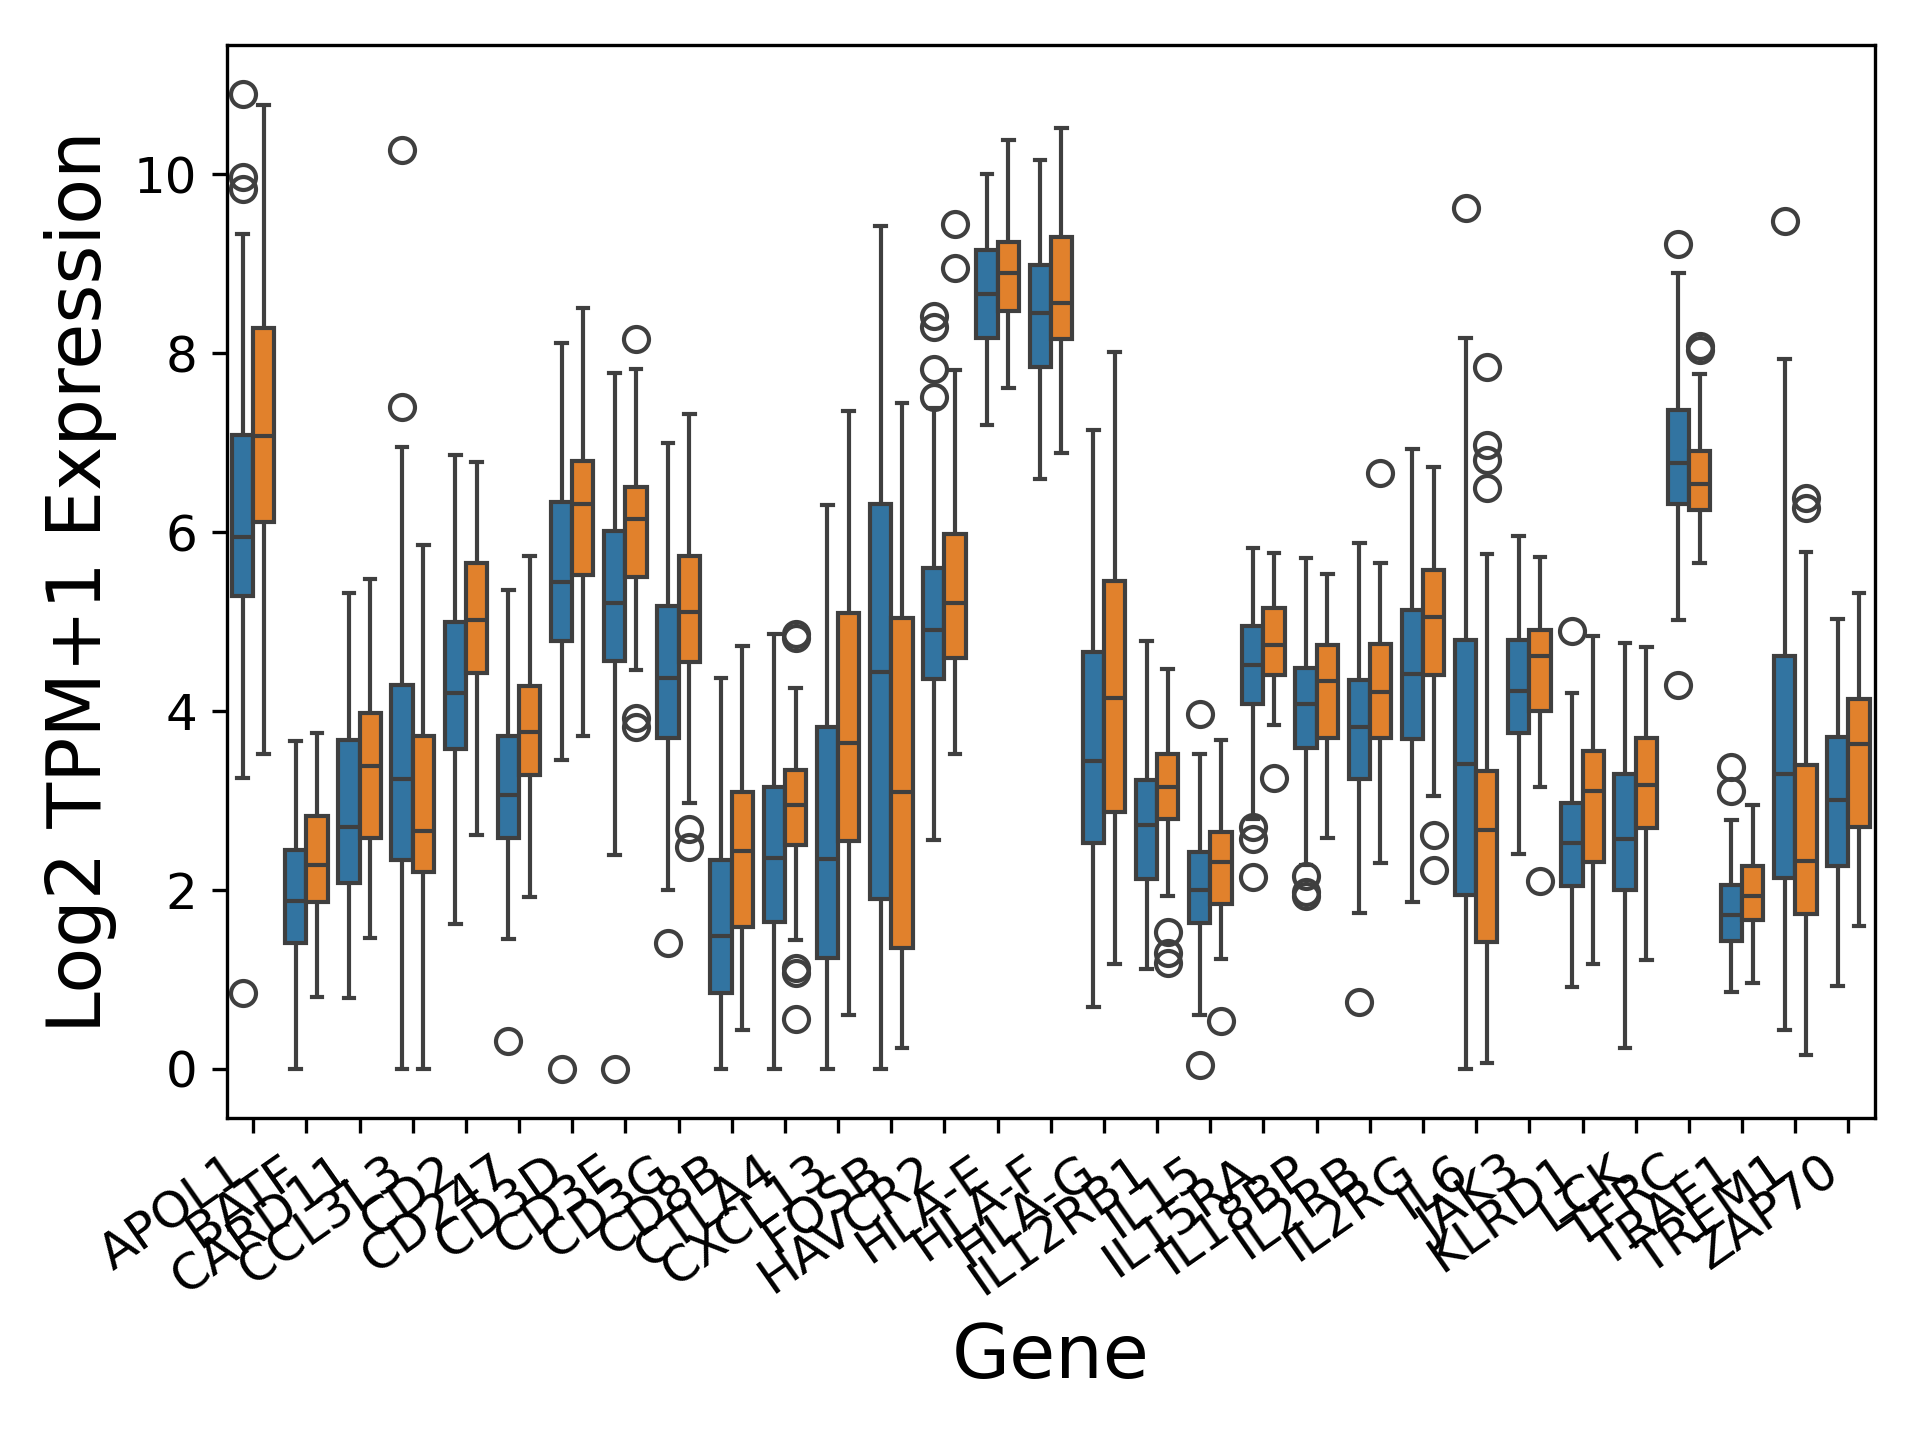 Log2 TPM+1 Expression
10
8
6
4
2
0
APOL1
BATF
CARD11
CCL3L3
CD2
CD247
CD3D
CD3E
CD3G
CD8B
CTLA4
CXCL13
FOSB
HAVCR2
HLA-E
HLA-F
HLA-G
IL12RB1
IL15
IL15RA
IL18BP
IL2RB
IL2RG
IL6
JAK3
KLRD1
LCK
TFRC
TRAF1
TREM1
ZAP70
Gene